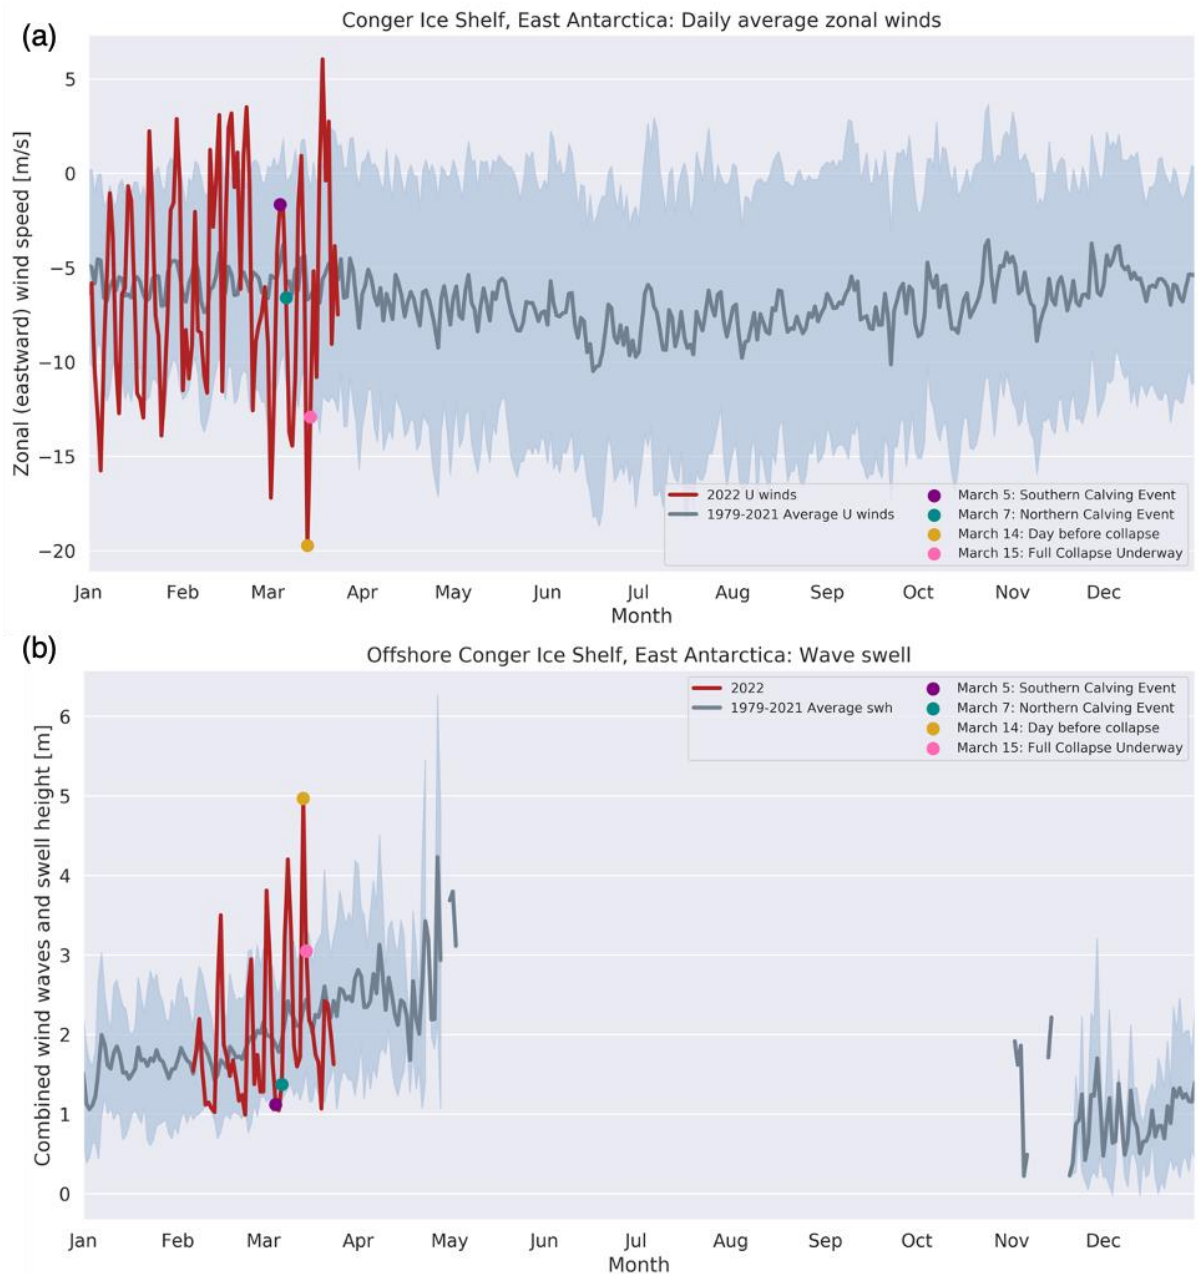 (a)
Conger Ice Shelf, East Antarctica: Daily average zonal winds
Zonal (eastward) wind speed [m/s]
5
0
−5
−10
−15
−20
2022 U winds
1979-2021 Average U winds
March 5: Southern Calving Event
March 7: Northern Calving Event
March 14: Day before collapse
March 15: Full Collapse Underway
Jan Feb Mar Apr May Jun Jul Aug Sep Oct Nov Dec
Month
(b)
Offshore Conger Ice Shelf, East Antarctica: Wave swell
Combined wind waves and swell height [m]
6
5
4
3
2
1
0
2022
1979-2021 Average swh
March 5: Southern Calving Event
March 7: Northern Calving Event
March 14: Day before collapse
March 15: Full Collapse Underway
Jan Feb Mar Apr May Jun Jul Aug Sep Oct Nov Dec
Month